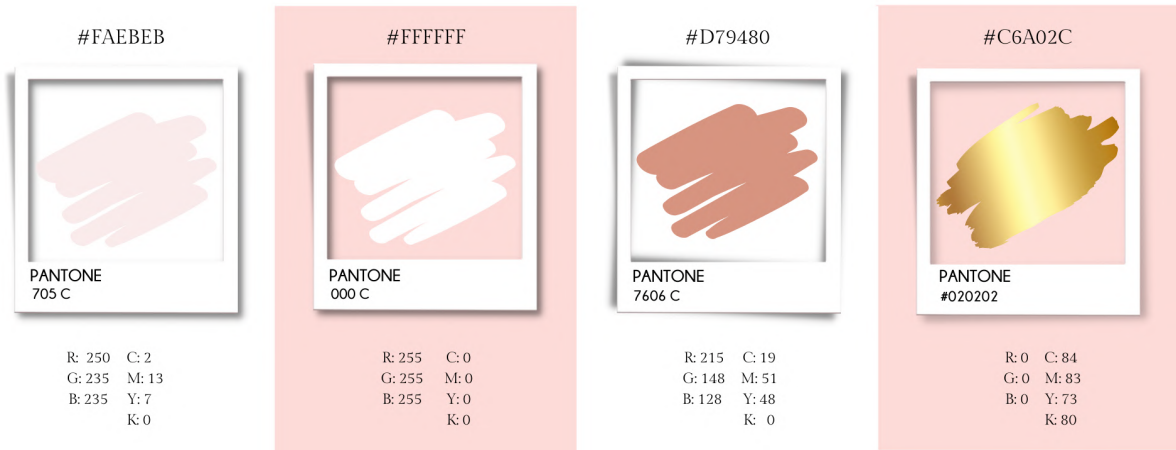 #FAEBEB
PANTONE
705 C
R: 250 C: 2
G: 235 M: 13
B: 235 Y: 7
K: 0
#FFFFFF
PANTONE
000 C
R: 255 C: 0
G: 255 M: 0
B: 255 Y: 0
K: 0
#D79480
PANTONE
7606 C
R: 215 C: 19
G: 148 M: 51
B: 128 Y: 48
K: 0
#C6A02C
PANTONE
#020202
R: 0 C: 84
G: 0 M: 83
B: 0 Y: 73
K: 80